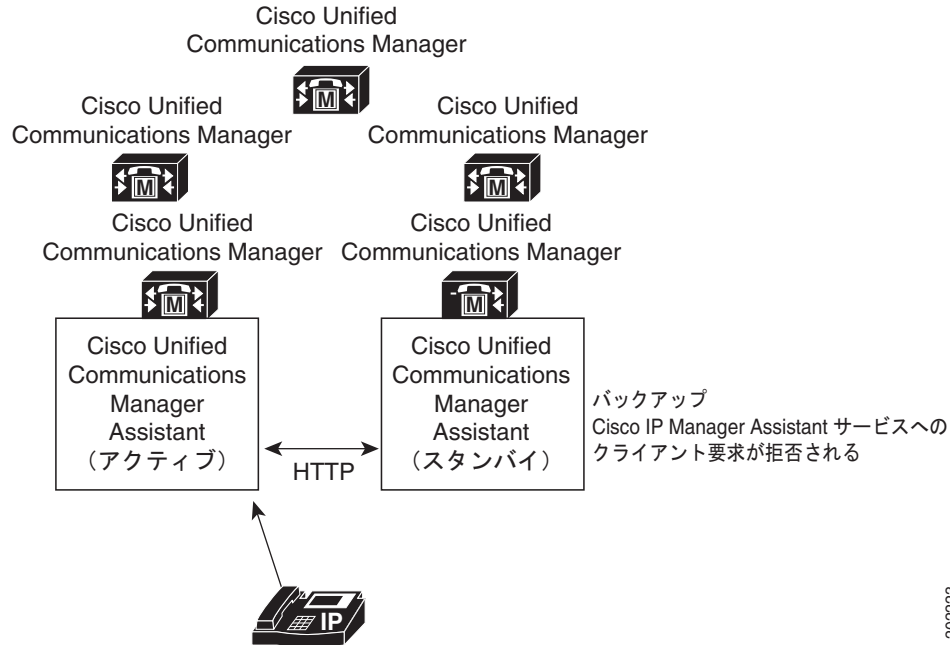 Cisco Unified
Communications Manager
Cisco Unified
Communications Manager
Cisco Unified
Communications Manager
M
M
M
Cisco Unified
Communications Manager
Cisco Unified
Communications Manager
M
M
Cisco Unified
Communications
Manager
Assistant
（アクティブ）
HTTP
Cisco Unified
Communications
Manager
Assistant
（スタンバイ）
バックアップ
Cisco IP Manager Assistant サービスへの
クライアント要求が拒否される
IP